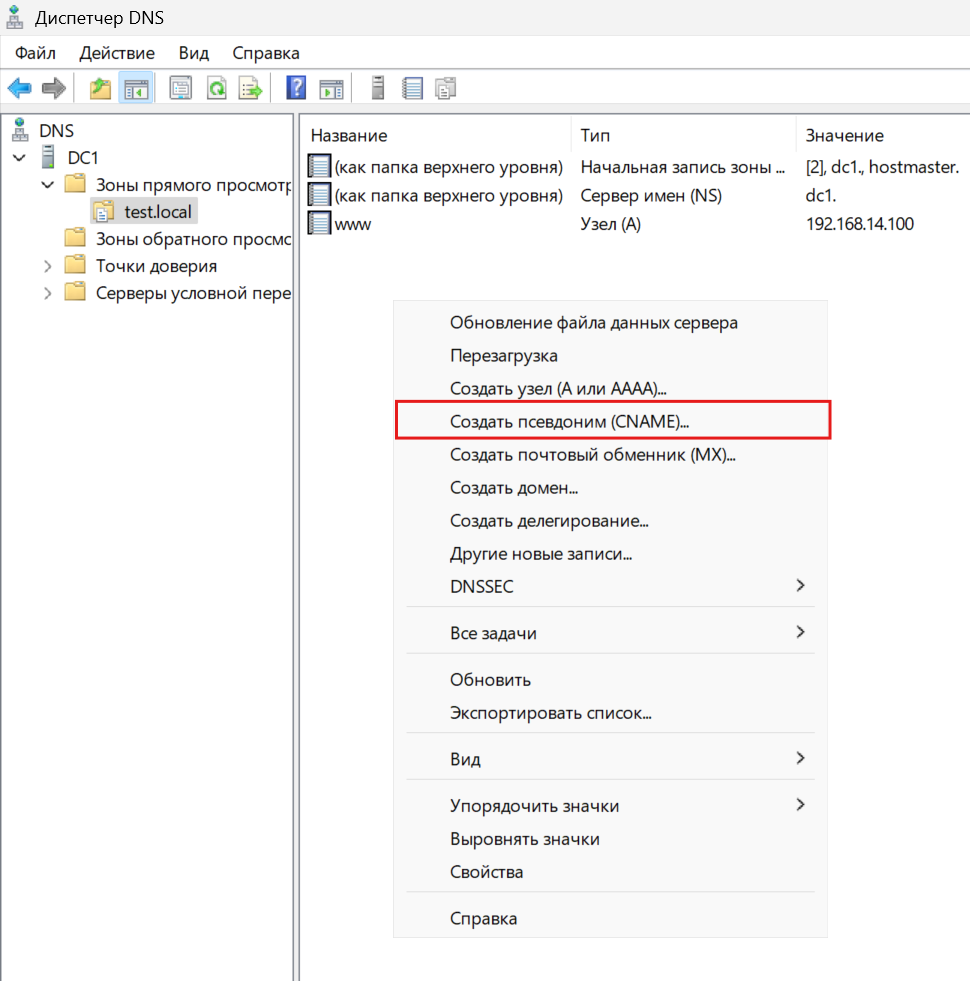 Диспетчер DNS
Файл Действие Вид Справка
DNS
DC1
Зоны прямого просмотр
test.local
Зоны обратного просмо
Точки доверия
Серверы условной пере
Название Тип Значение
(как папка верхнего уровня) Начальная запись зоны ... [2], dc1., hostmaster.
(как папка верхнего уровня) Сервер имен (NS) dc1.
www Узел (A) 192.168.14.100
Обновление файла данных сервера
Перезагрузка
Создать узел (A или AAAA)...
Создать псевдоним (CNAME)...
Создать почтовый обменник (MX)...
Создать домен...
Создать делегирование...
Другие новые записи...
DNSSEC
Все задачи
Обновить
Экспортировать список...
Вид
Упорядочить значки
Выровнять значки
Свойства
Справка